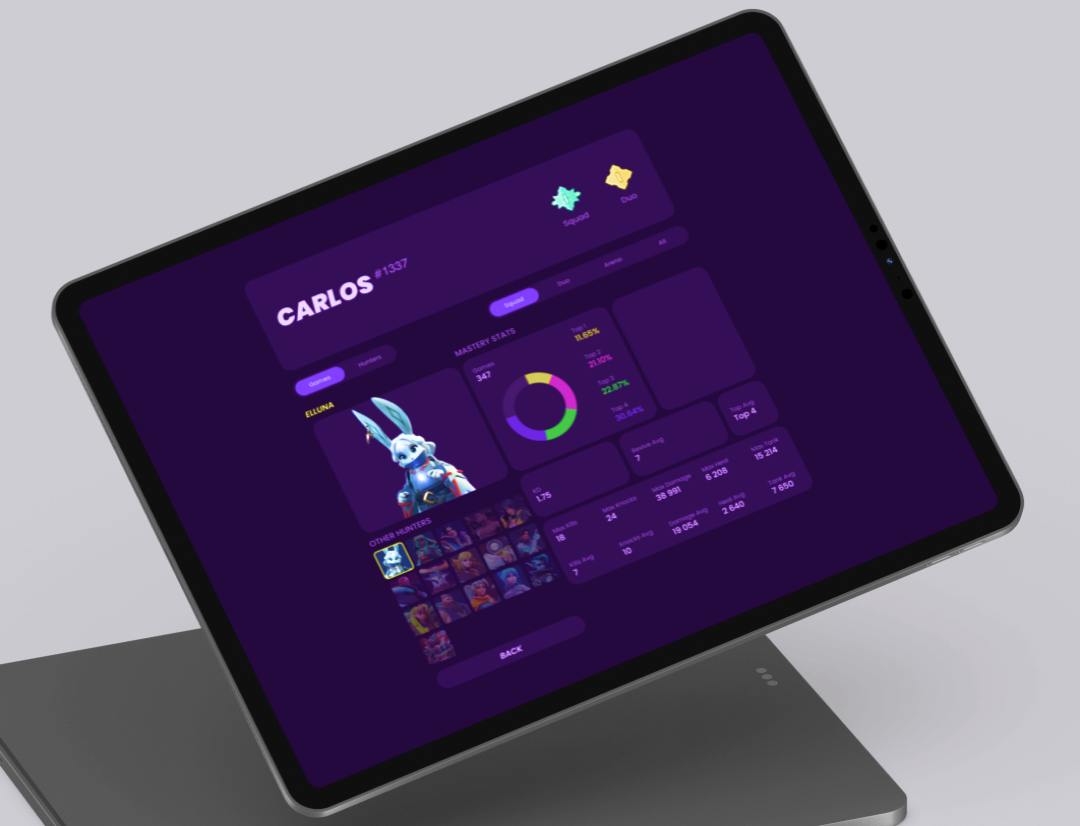 CARLOS #1337
Squad
Duo
Games
Hunters
Squad
Duo
Arena
All
ELLUNA
MASTERY STATS
Games
347
Top 1
11.65%
Top 2
21.10%
Top 3
22.87%
Top 4
30.64%
KD
1.75
Revive Avg
7
Top Avg
Top 4
Max Kills
18
Max Knocks
24
Max Damage
38 991
Max Heal
6 208
Max Tank
15 214
Kills Avg
7
Knocks Avg
10
Damage Avg
19 054
Heal Avg
2 640
Tank Avg
7 650
OTHER HUNTERS
BACK